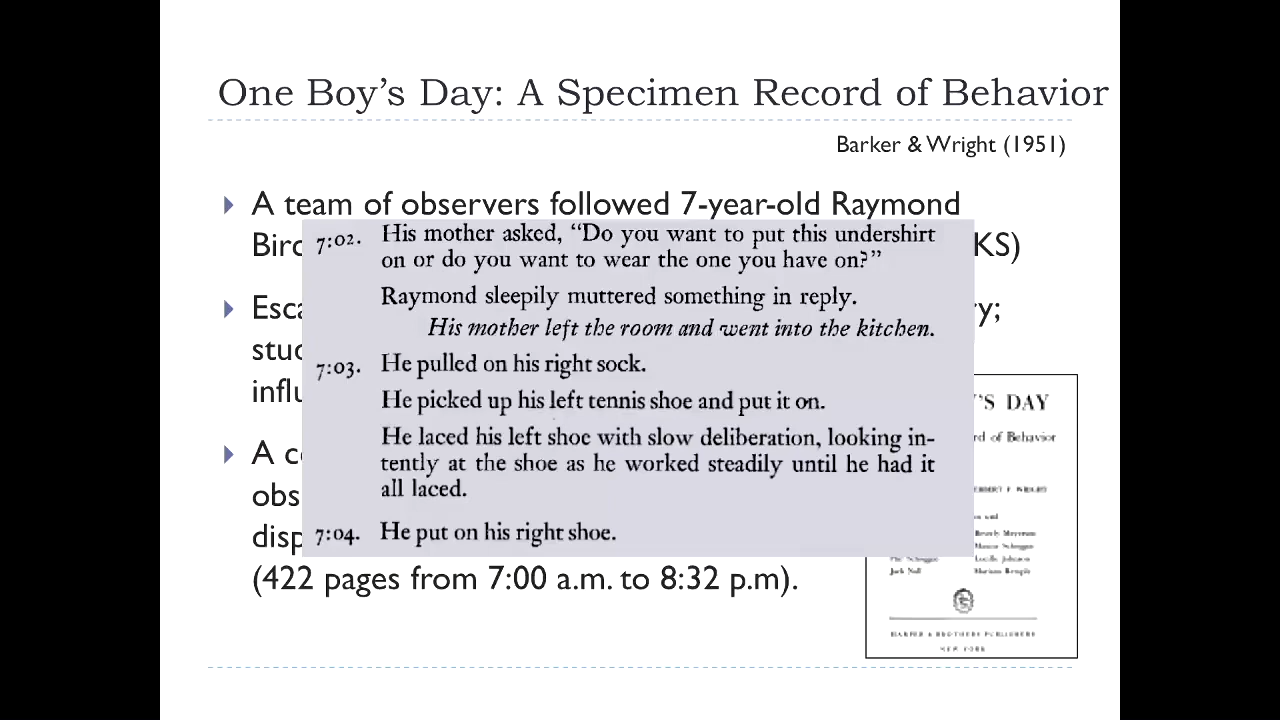 One Boy’s Day: A Specimen Record of Behavior
Barker & Wright (1951)
A team of observers followed 7-year-old Raymond
KS)
7:02. His mother asked, “Do you want to put this undershirt
on or do you want to wear the one you have on?”
Raymond sleepily muttered something in reply.
His mother left the room and went into the kitchen.
7:03. He pulled on his right sock.
He picked up his left tennis shoe and put it on.
He laced his left shoe with slow deliberation, looking in-
tently at the shoe as he worked steadily until he had it
all laced.
7:04. He put on his right shoe.
(422 pages from 7:00 a.m. to 8:32 p.m).
’S DAY
rd of Behavior
HARPER & BROTHERS PUBLISHERS
NEW YORK